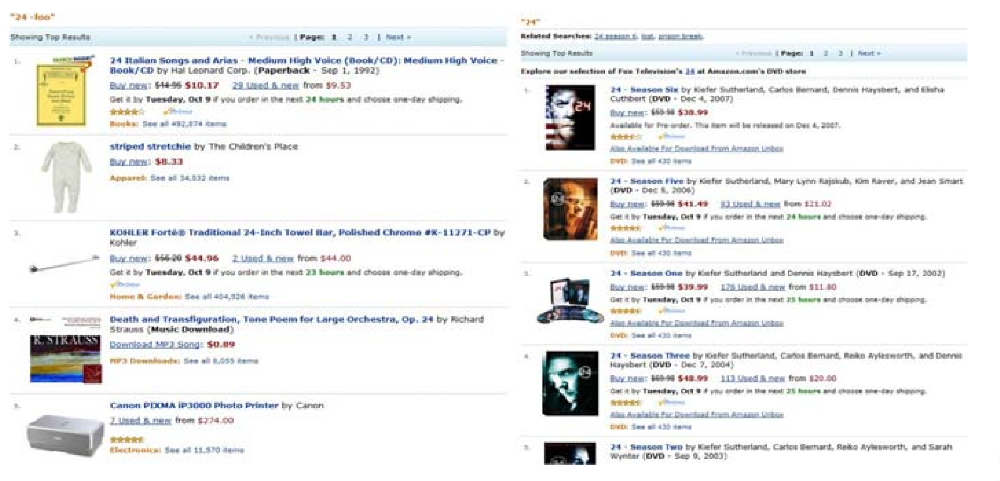 "24 -foo"
Showing Top Results
« Previous | Page: 1 2 3 | Next »
1.
24 Italian Songs and Arias - Medium High Voice (Book/CD): Medium High Voice -
Book/CD by Hal Leonard Corp. (Paperback - Sep 1, 1992)
Buy new: $14.95 $10.17 29 Used & new from $9.53
Get it by Tuesday, Oct 9 if you order in the next 24 hours and choose one-day shipping.
Books: See all 492,874 items
2.
striped stretchie by The Children's Place
Buy new: $8.33
Apparel: See all 34,532 items
3.
KOHLER Forté® Traditional 24-Inch Towel Bar, Polished Chrome #K-11271-CP by
Kohler
Buy new: $56.20 $44.96 2 Used & new from $44.00
Get it by Tuesday, Oct 9 if you order in the next 23 hours and choose one-day shipping.
Home & Garden: See all 404,926 items
4.
Death and Transfiguration, Tone Poem for Large Orchestra, Op. 24 by Richard
Strauss (Music Download)
R. STRAUSS
Download MP3 Song: $0.89
MP3 Downloads: See all 8,055 items
5.
Canon PIXMA iP3000 Photo Printer by Canon
7 Used & new from $274.00
Electronics: See all 11,570 items
"24"
Related Searches: 24 season 6, lost, prison break.
Showing Top Results
« Previous | Page: 1 2 3 | Next »
Explore our selection of Fox Television's 24 at Amazon.com's DVD store
1.
24 - Season Six by Kiefer Sutherland, Carlos Bernard, Dennis Haysbert, and Elisha
Cuthbert (DVD - Dec 4, 2007)
24
Buy new: $59.98 $38.99
Available for Pre-order. This item will be released on Dec 4, 2007.
Also Available For Download From Amazon Unbox
DVD: See all 430 items
2.
24 - Season Five by Kiefer Sutherland, Mary Lynn Rajskub, Kim Raver, and Jean Smart
(DVD - Dec 5, 2006)
24
Buy new: $59.98 $41.49 93 Used & new from $21.02
Get it by Tuesday, Oct 9 if you order in the next 24 hours and choose one-day shipping.
Also Available For Download From Amazon Unbox
DVD: See all 430 items
3.
24 - Season One by Kiefer Sutherland and Dennis Haysbert (DVD - Sep 17, 2002)
Buy new: $59.98 $39.99 176 Used & new from $11.80
Get it by Tuesday, Oct 9 if you order in the next 25 hours and choose one-day shipping.
Also Available For Download From Amazon Unbox
DVD: See all 430 items
4.
24 - Season Three by Kiefer Sutherland, Carlos Bernard, Reiko Aylesworth, and Dennis
Haysbert (DVD - Dec 7, 2004)
24
Buy new: $69.98 $48.99 113 Used & new from $20.00
Get it by Tuesday, Oct 9 if you order in the next 25 hours and choose one-day shipping.
Also Available For Download From Amazon Unbox
DVD: See all 430 items
5.
24 - Season Two by Kiefer Sutherland, Carlos Bernard, Reiko Aylesworth, and Sarah
Wynter (DVD - Sep 9, 2003)